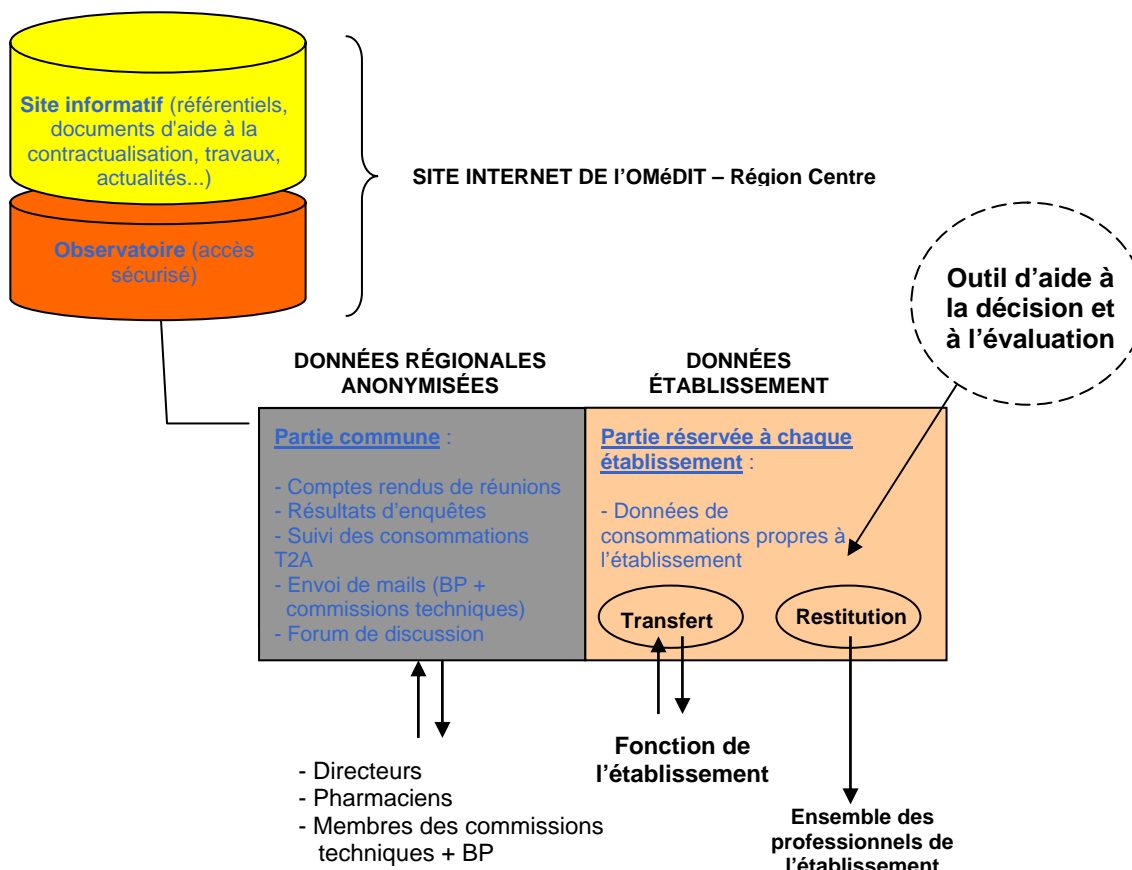 Site informatif (référentiels,
documents d'aide à la
contractualisation, travaux,
actualités...)
Observatoire (accès
sécurisé)
SITE INTERNET DE l'OMéDIT – Région Centre
Outil d’aide à
la décision et
à l’évaluation
DONNÉES RÉGIONALES
ANONYMISÉES
DONNÉES
ÉTABLISSEMENT
Partie commune :
- Comptes rendus de réunions
- Résultats d’enquêtes
- Suivi des consommations
T2A
- Envoi de mails (BP +
commissions techniques)
- Forum de discussion
Partie réservée à chaque
établissement :
- Données de
consommations propres à
l’établissement
Transfert
Restitution
- Directeurs
- Pharmaciens
- Membres des commissions
techniques + BP
Fonction de
l’établissement
Ensemble des
professionnels de
l’établissement